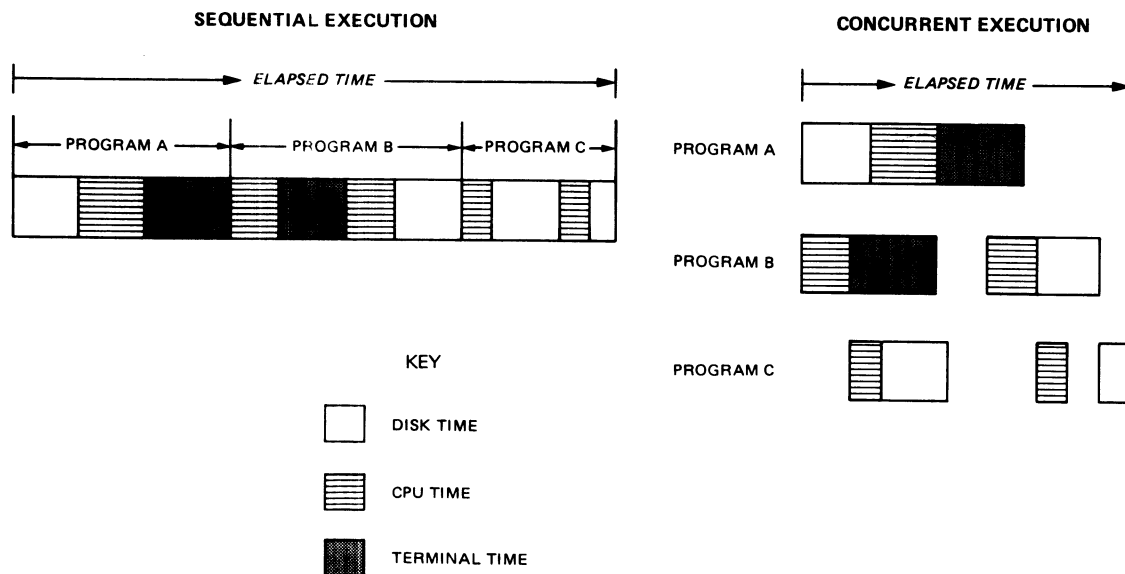 SEQUENTIAL EXECUTION
ELAPSED TIME
PROGRAM A
PROGRAM B
PROGRAM C
CONCURRENT EXECUTION
ELAPSED TIME
PROGRAM A
PROGRAM B
PROGRAM C
KEY
DISK TIME
CPU TIME
TERMINAL TIME